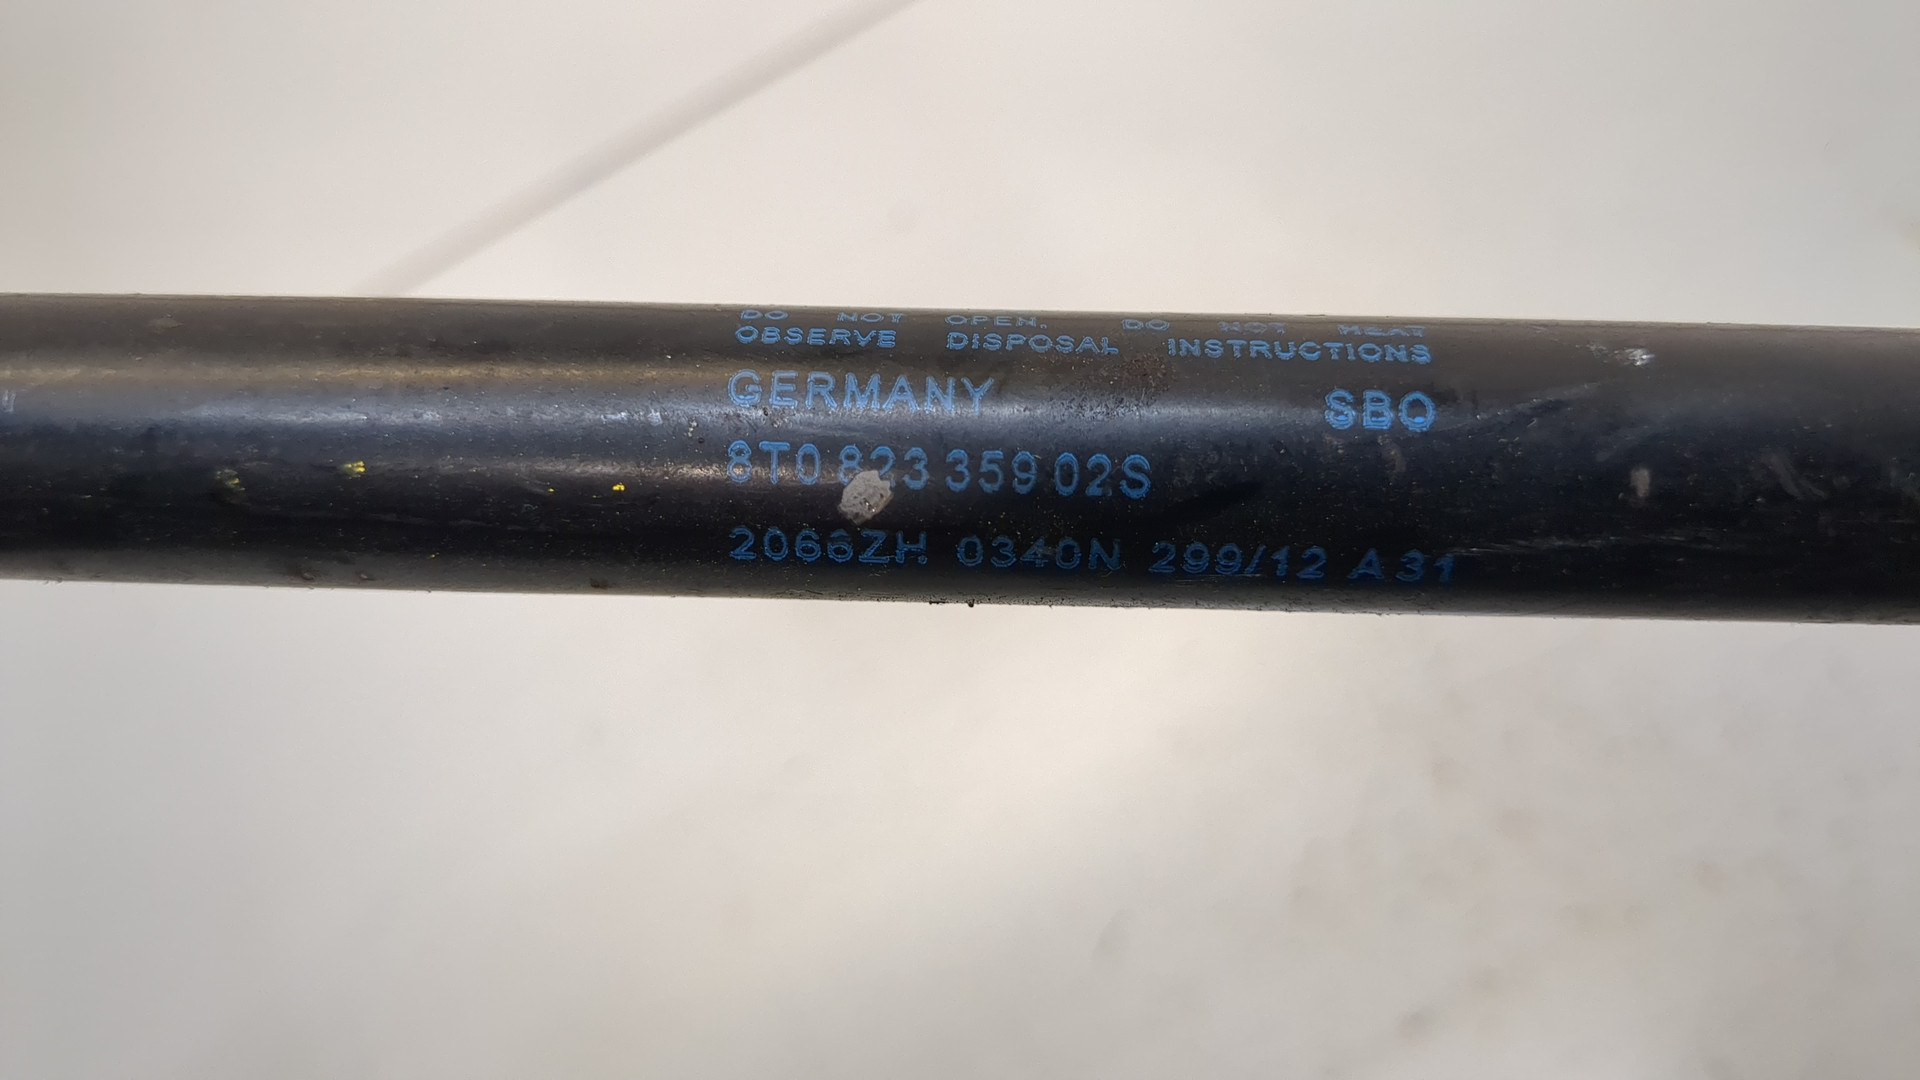 DO NOT OPEN. DO NOT HEAT
OBSERVE DISPOSAL INSTRUCTIONS
GERMANY SBO
8T0 823 359 02S
2066ZH 0340N 299/12 A31